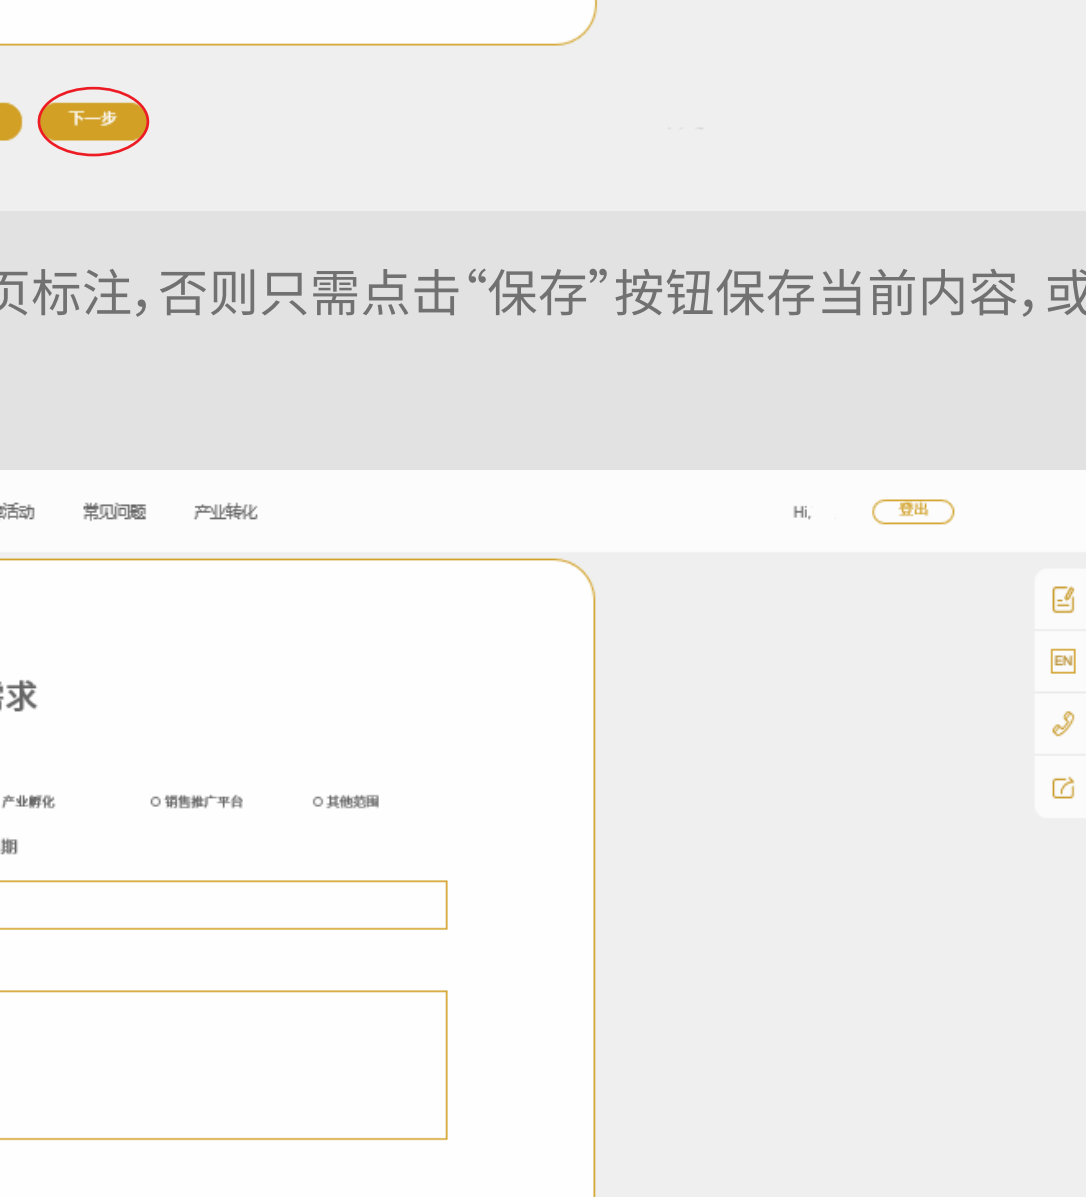 下一步
页标注，否则只需点击“保存”按钮保存当前内容，或
活动 常见问题 产业转化 Hi, 登出
EN
求
产业孵化 销售推广平台 其他范围
期